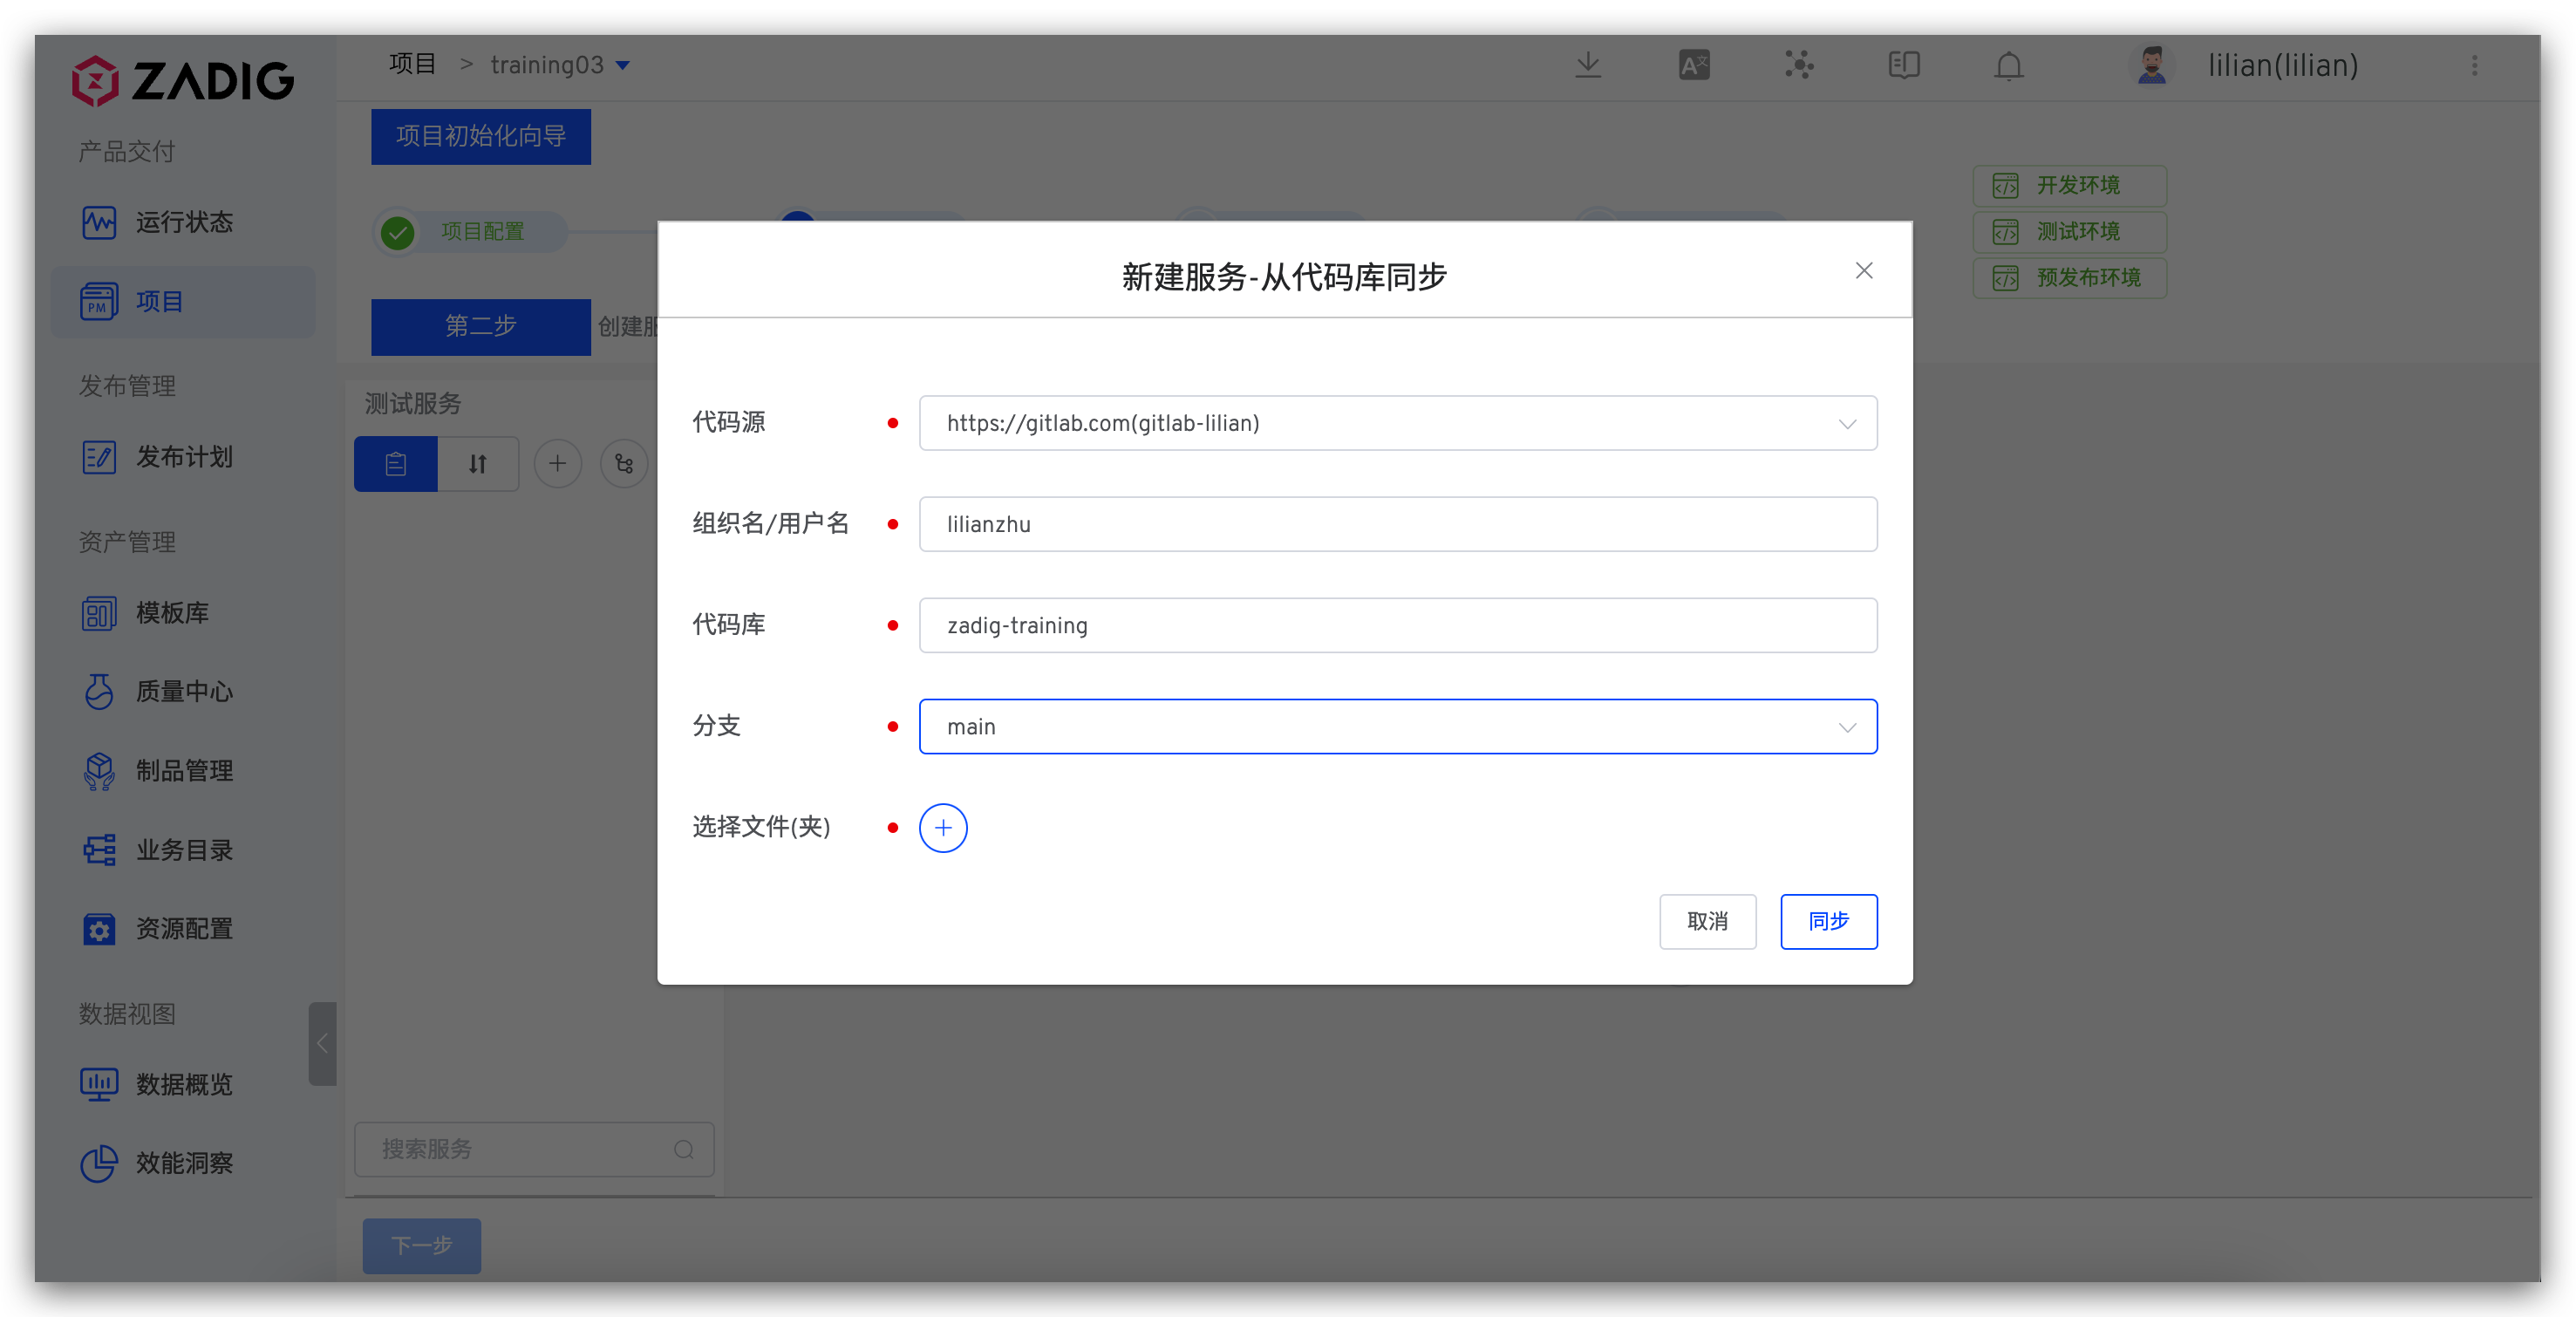 ZADIG
项目 > training03
lilian(lilian)
产品交付
运行状态
项目
发布管理
发布计划
资产管理
模板库
质量中心
制品管理
业务目录
资源配置
数据视图
数据概览
效能洞察
项目初始化向导
项目配置
开发环境
测试环境
预发布环境
第二步 创建服
测试服务
新建服务-从代码库同步
代码源 https://gitlab.com(gitlab-lilian)
组织名/用户名 lilianzhu
代码库 zadig-training
分支 main
选择文件(夹)
取消 同步
搜索服务
下一步